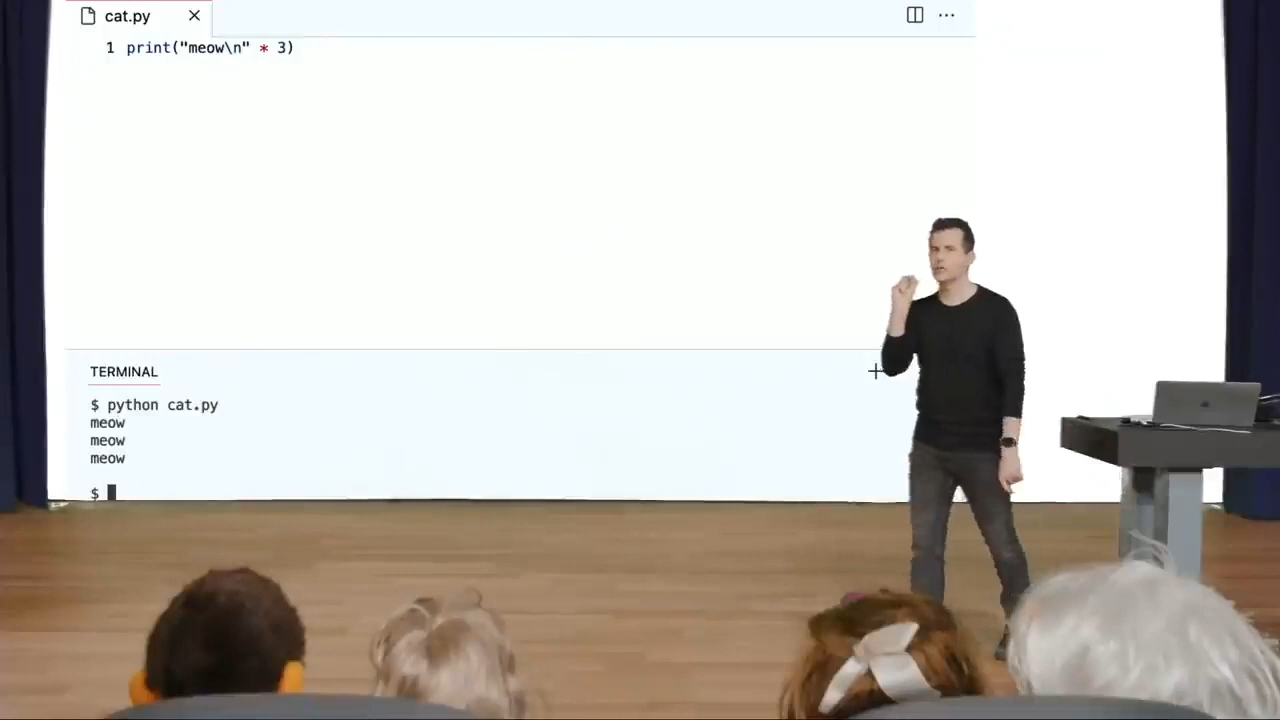 cat.py
1 print("meow\n" * 3)
TERMINAL
$ python cat.py
meow
meow
meow
$